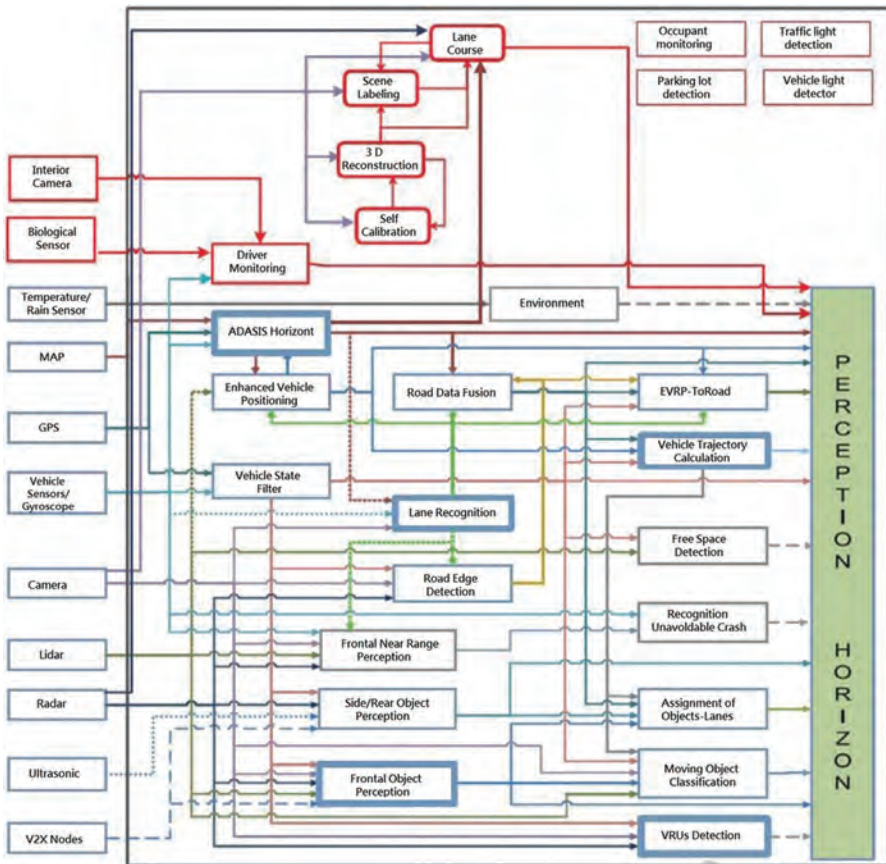 Lane
Course
Occupant
monitoring
Traffic light
detection
Scene
Labeling
Parking lot
detection
Vehicle light
detector
3 D
Reconstruction
Interior
Camera
Self
Calibration
Biological
Sensor
Driver
Monitoring
Temperature/
Rain Sensor
Environment
ADASIS Horizont
MAP
Enhanced Vehicle
Positioning
Road Data Fusion
EVRP-ToRoad
GPS
Vehicle Trajectory
Calculation
Vehicle
Sensors/
Gyroscope
Vehicle State
Filter
Lane Recognition
Free Space
Detection
Camera
Road Edge
Detection
Recognition
Unavoldable Crash
Lidar
Frontal Near Range
Perception
Radar
Side/Rear Object
Perception
Assignment of
Objects-Lanes
Ultrasonic
Frontal Object
Perception
Moving Object
Classification
V2X Nodes
VRUs Detection
PERCEPTION
HORIZON